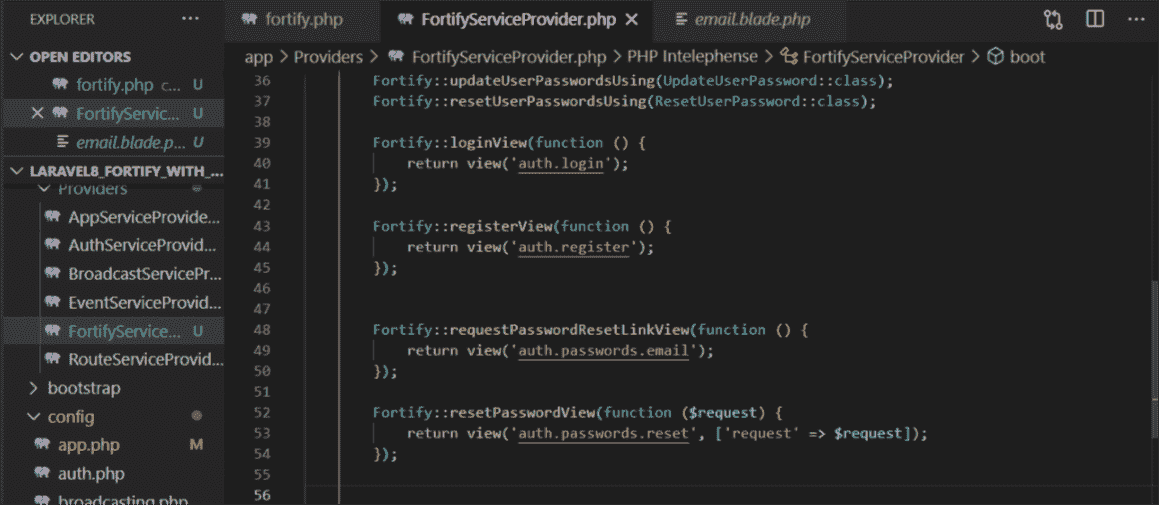 EXPLORER ...
OPEN EDITORS
fortify.php c... U
FortifyServic... U
email.blade.p... U
LARAVEL8_FORTIFY_WITH_...
Providers
AppServiceProvide...
AuthServiceProvid...
BroadcastServicePr...
EventServiceProvid...
FortifyService... U
RouteServiceProvid...
bootstrap
config
app.php M
auth.php
broadcasting.php
fortify.php FortifyServiceProvider.php email.blade.php ...
app > Providers > FortifyServiceProvider.php > PHP Intelephense > FortifyServiceProvider > boot
36 Fortify::updateUserPasswordsUsing(UpdateUserPassword::class);
37 Fortify::resetUserPasswordsUsing(ResetUserPassword::class);
38
39 Fortify::loginView(function () {
40 return view('auth.login');
41 });
42
43 Fortify::registerView(function () {
44 return view('auth.register');
45 });
46
47
48 Fortify::requestPasswordResetLinkView(function () {
49 return view('auth.passwords.email');
50 });
51
52 Fortify::resetPasswordView(function ($request) {
53 return view('auth.passwords.reset', ['request' => $request]);
54 });
55
56